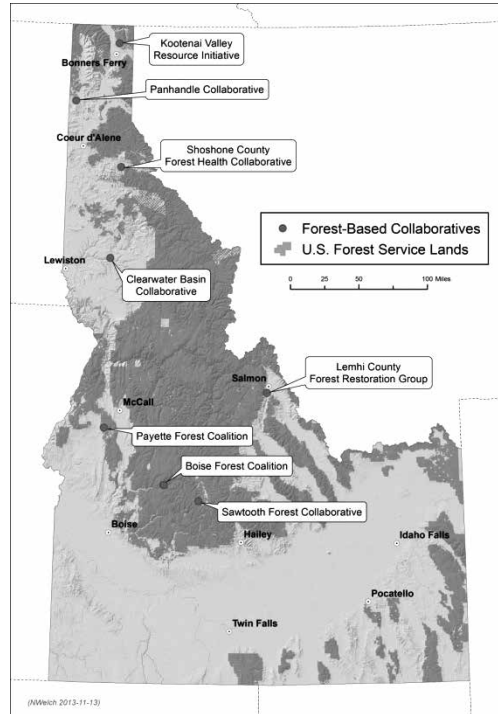 Kootenai Valley
Resource Initiative
Bonners Ferry
Panhandle Collaborative
Coeur d'Alene
Shoshone County
Forest Health Collaborative
Forest-Based Collaboratives
U.S. Forest Service Lands
0 25 50 100 Miles
Lewiston
Clearwater Basin
Collaborative
Salmon
Lemhi County
Forest Restoration Group
McCall
Payette Forest Coalition
Boise Forest Coalition
Sawtooth Forest Collaborative
Boise
Hailey
Idaho Falls
Pocatello
Twin Falls
(NWelch 2013-11-13)